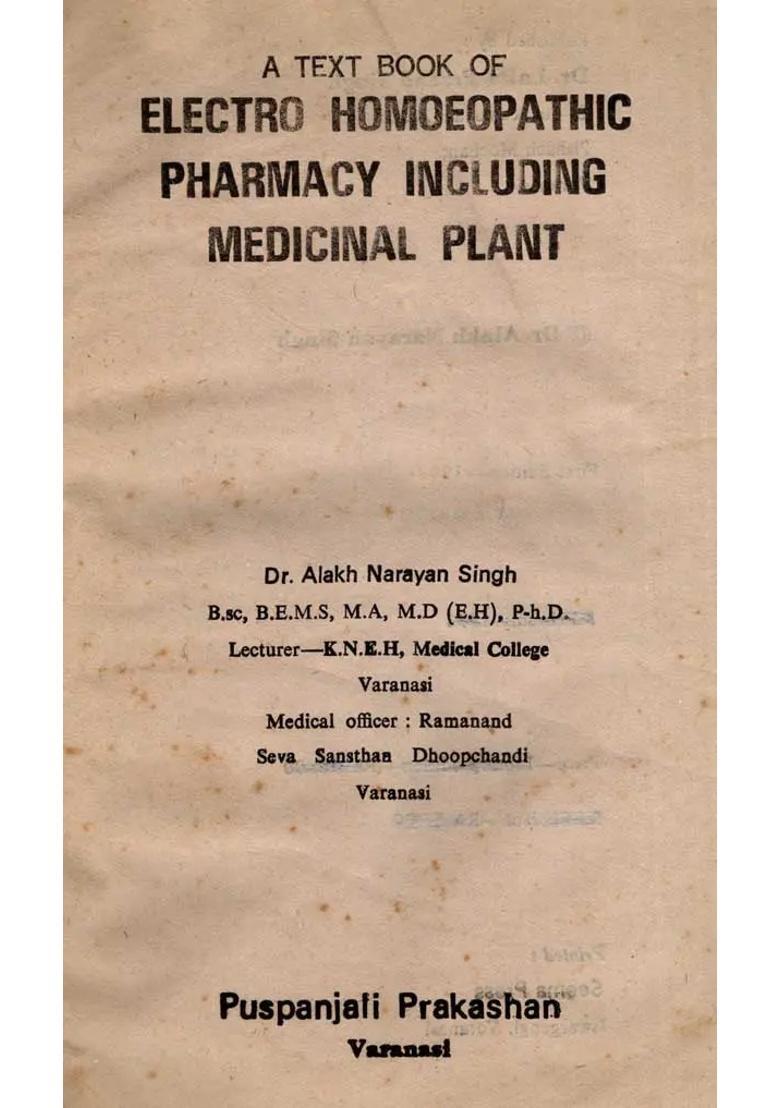 A TEXT BOOK OF
ELECTRO HOMOEOPATHIC
PHARMACY INCLUDING
MEDICINAL PLANT
Dr. Alakh Narayan Singh
B.sc, B.E.M.S, M.A, M.D (E.H), P-h.D.
Lecturer—K.N.E.H, Medical College
Varanasi
Medical officer : Ramanand
Seva Sansthan Dhoopchandi
Varanasi
Puspanjali Prakashan
Varanasi